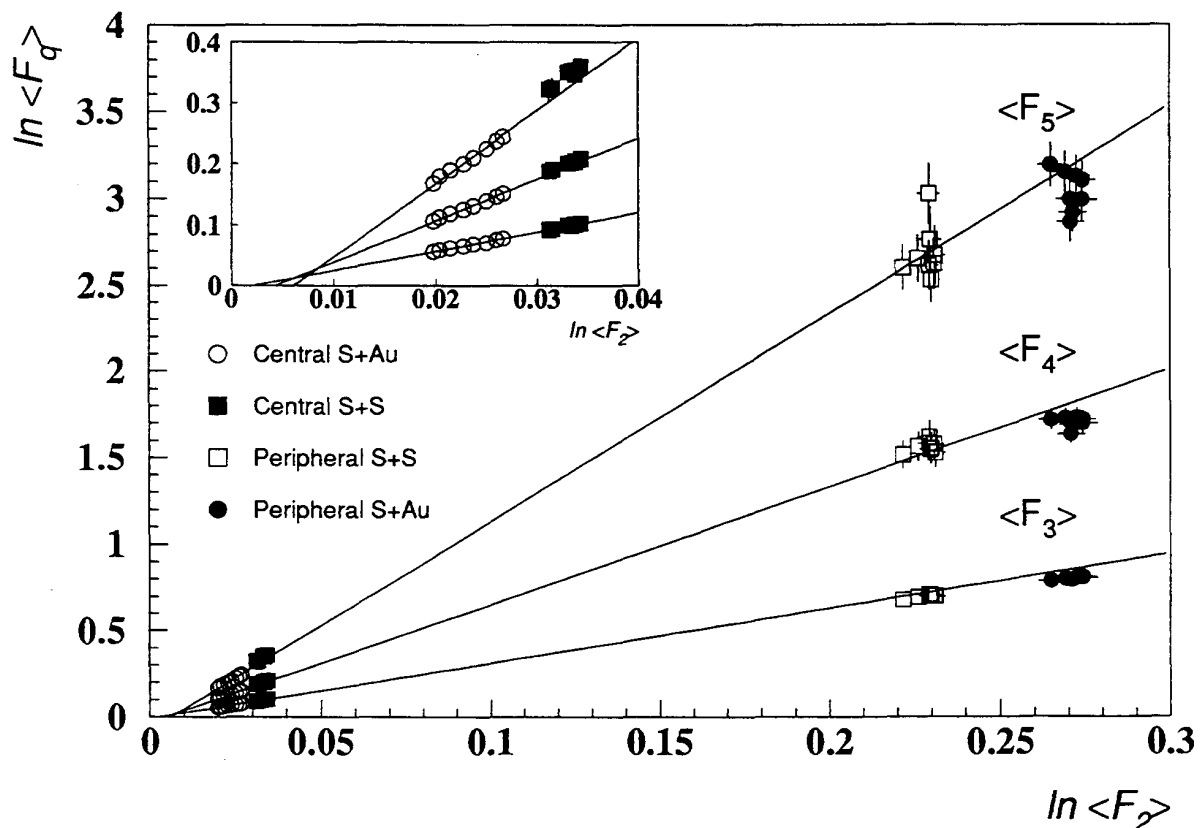 ln <F_q>
4
3.5
3
2.5
2
1.5
1
0.5
0
0.4
0.3
0.2
0.1
0
0 0.01 0.02 0.03 0.04
ln <F_2>
<F_5>
<F_4>
<F_3>
Central S+Au
Central S+S
Peripheral S+S
Peripheral S+Au
0 0.05 0.1 0.15 0.2 0.25 0.3
ln <F_2>